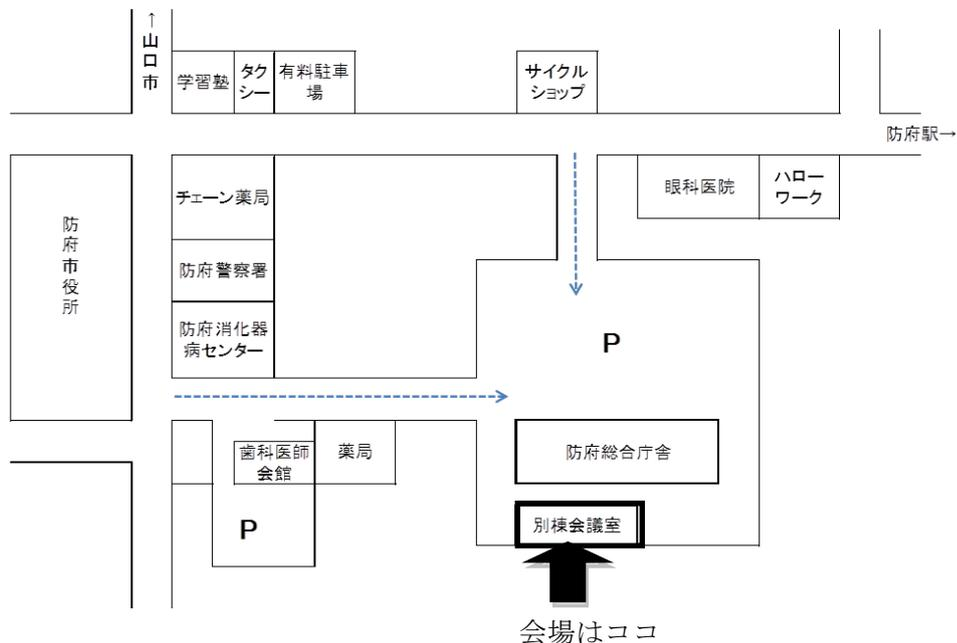 ↑山口市
学習塾
タク
シー
有料駐車
場
サイクル
ショップ
防府駅→
チェーン薬局
眼科医院
ハロー
ワーク
防府市役所
防府警察署
防府消化器
病センター
P
歯科医師
会館
薬局
防府総合庁舎
P
別棟会議室
会場はココ